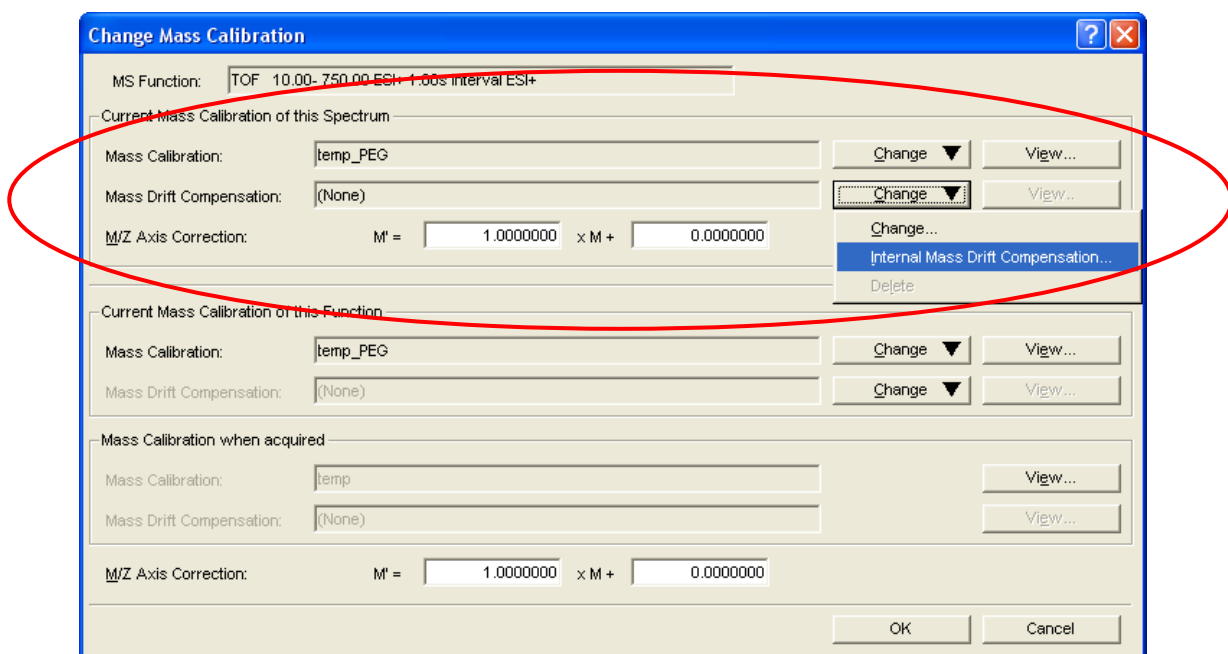 Change Mass Calibration
MS Function: TOF 10.00- 750.00 ESI+ 1.00s Interval ESI+
Current Mass Calibration of this Spectrum
Mass Calibration: temp_PEG Change View...
Mass Drift Compensation: (None) Change View...
M/Z Axis Correction: M' = 1.0000000 x M + 0.0000000
Change...
Internal Mass Drift Compensation...
Delete
Current Mass Calibration of this Function
Mass Calibration: temp_PEG Change View...
Mass Drift Compensation: (None) Change View...
Mass Calibration when acquired
Mass Calibration: temp View...
Mass Drift Compensation: (None) View...
M/Z Axis Correction: M' = 1.0000000 x M + 0.0000000
OK Cancel